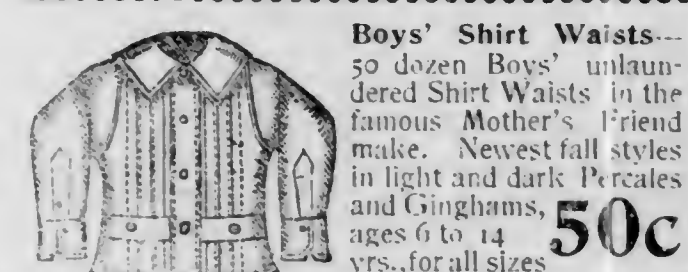 Boys' Shirt Waists---
50 dozen Boys' unlaun-
dered Shirt Waists in the
famous Mother's Friend
make. Newest fall styles
in light and dark Percales
and Ginghams,
ages 6 to 14
yrs., for all sizes
50c